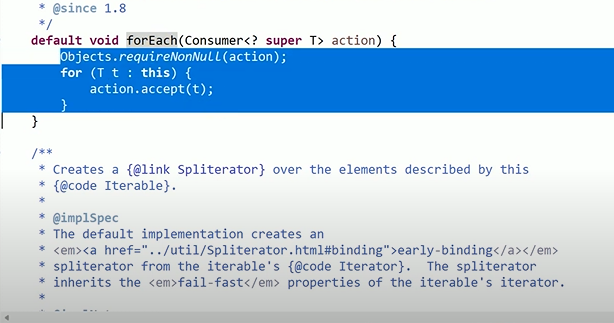 * @since 1.8
*/
default void forEach(Consumer<? super T> action) {
Objects.requireNonNull(action);
for (T t : this) {
action.accept(t);
}
}
/**
* Creates a {@link Spliterator} over the elements described by this
* {@code Iterable}.
*
* @implSpec
* The default implementation creates an
* <em><a href="../util/Spliterator.html#binding">early-binding</a></em>
* spliterator from the iterable's {@code Iterator}.  The spliterator
* inherits the <em>fail-fast</em> properties of the iterable's iterator.
*